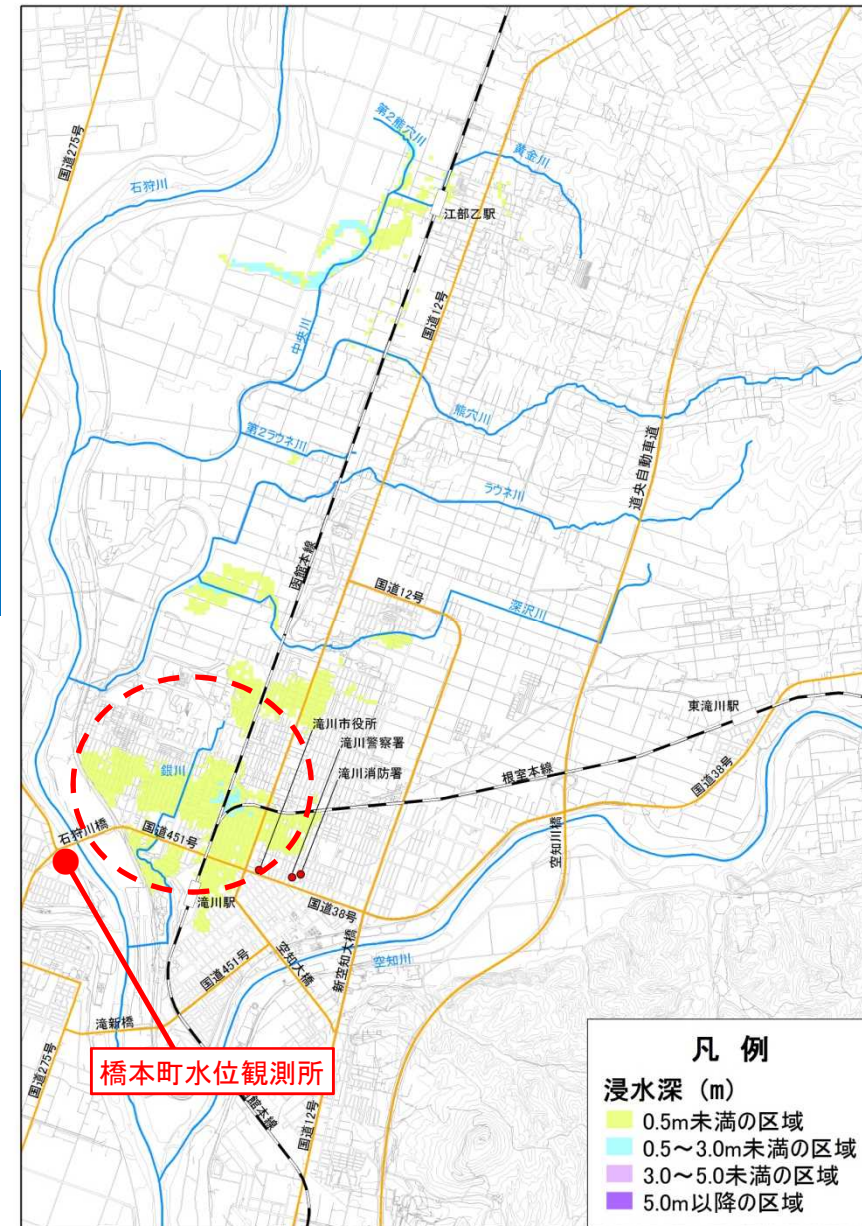 国道275号
石狩川
第2熊穴川
黄金川
江部乙駅
国道12号
中央川
熊穴川
第2ラウネ川
ラウネ川
道央自動車道
函館本線
国道12号
深沢川
東滝川駅
滝川市役所
滝川警察署
滝川消防署
銀川
根室本線
国道38号
石狩川橋
国道451号
空知川橋
滝川駅
国道38号
空知大橋
新空知大橋
空知川
国道451号
滝新橋
国道275号
橋本町水位観測所
函館本線
国道12号
凡 例
浸水深 (m)
0.5m未満の区域
0.5~3.0m未満の区域
3.0~5.0未満の区域
5.0m以降の区域